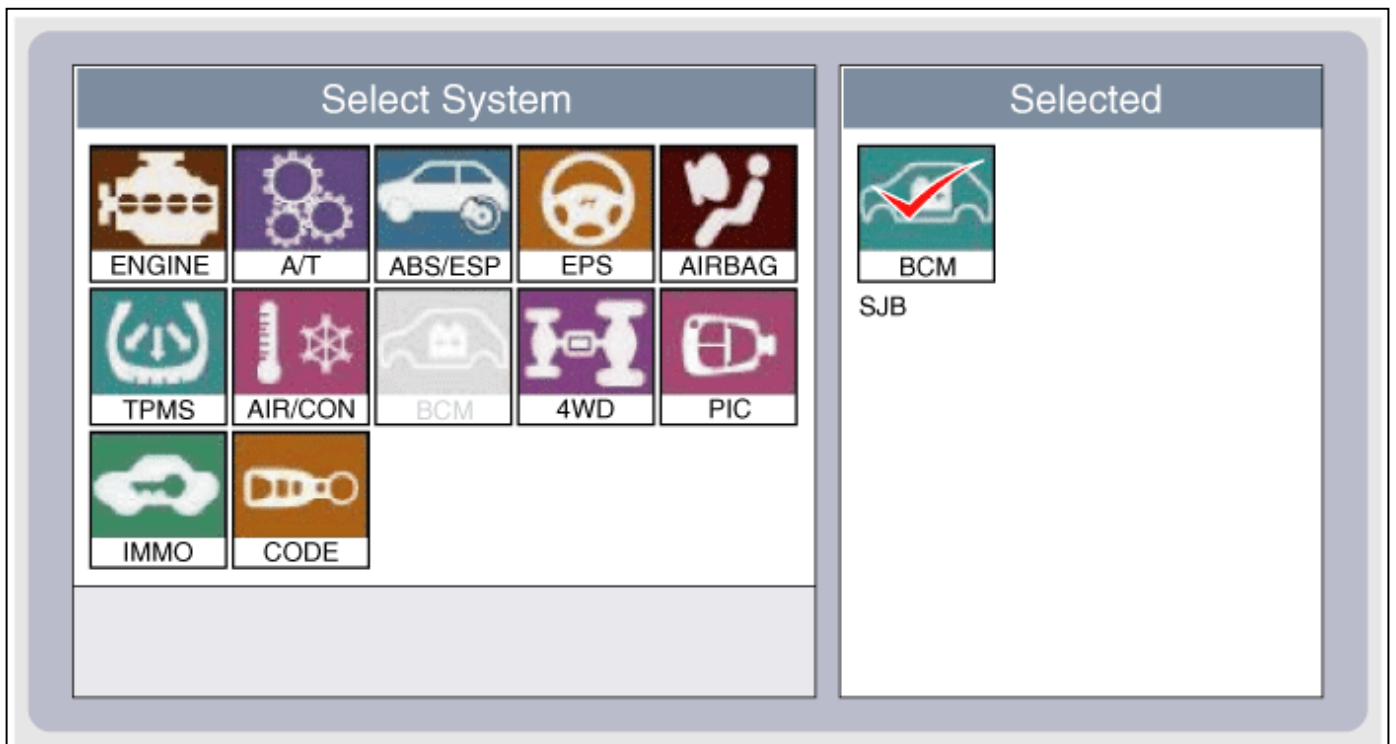 Select System
ENGINE A/T ABS/ESP EPS AIRBAG
TPMS AIR/CON BCM 4WD PIC
IMMO CODE
Selected
BCM
SJB